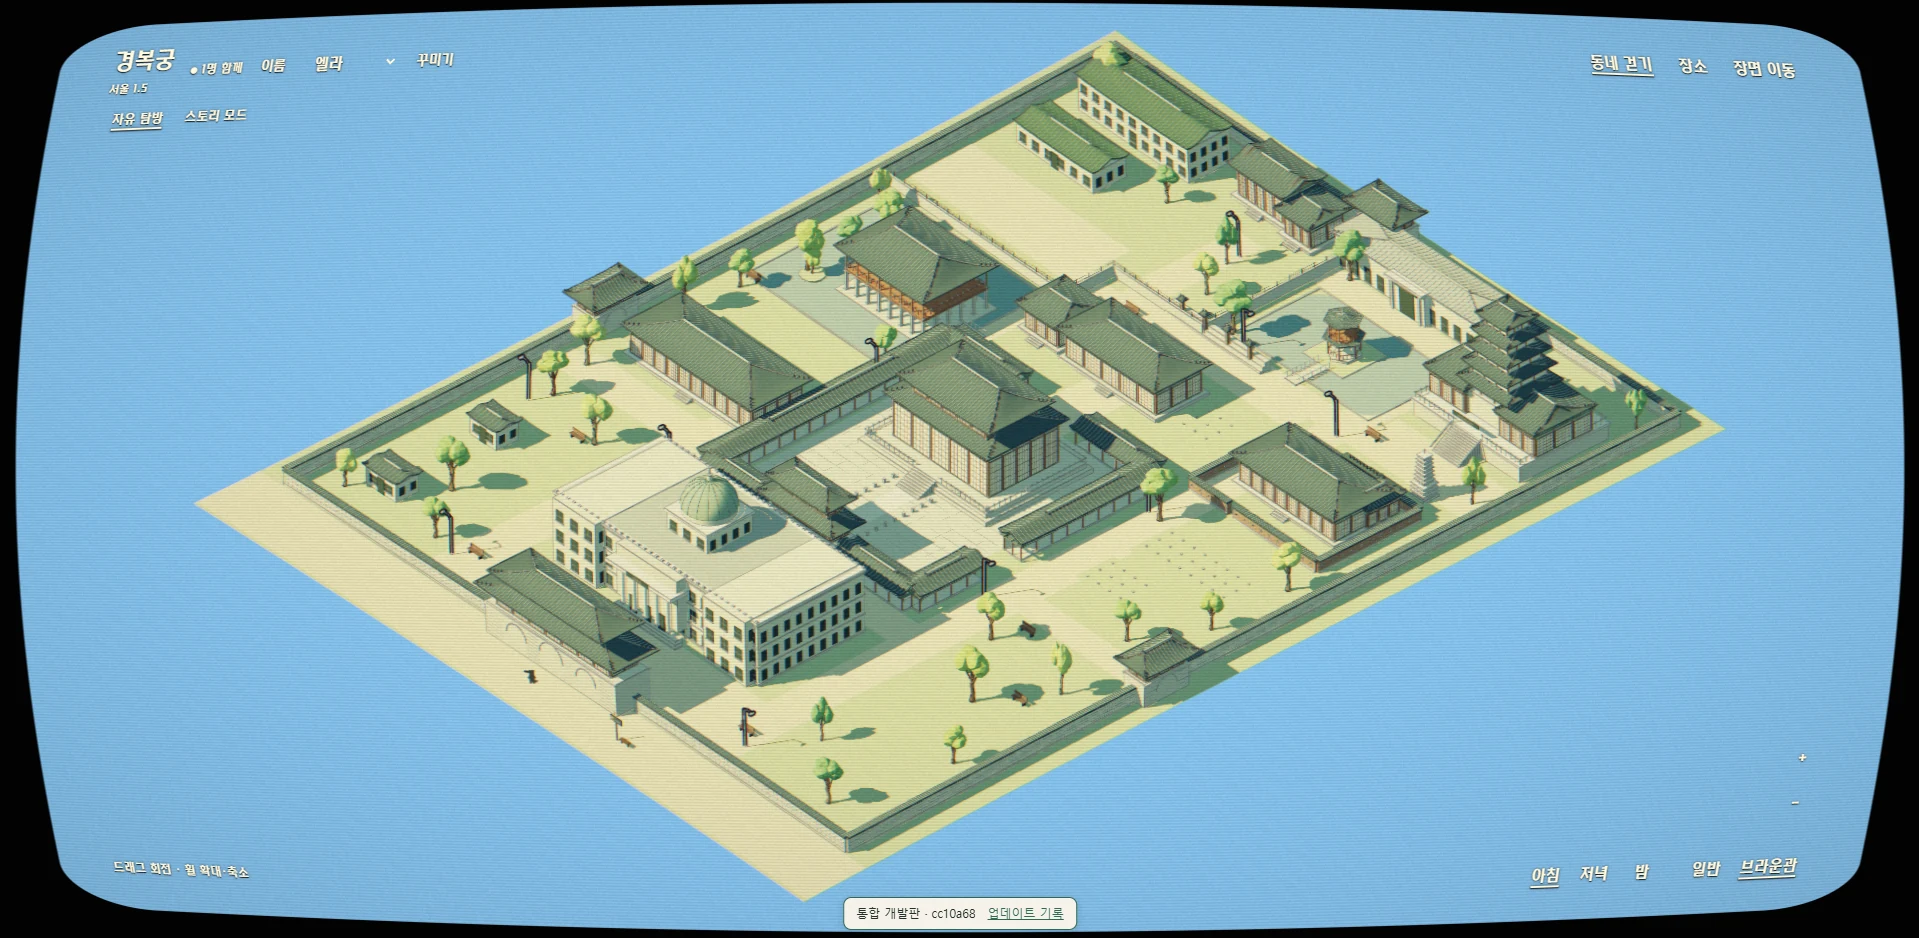 경복궁 ● 1명 함께 이름 엘라 꾸미기
서울 1.5
자유 탐방 스토리 모드
동네 걷기 장소 장면 이동
+
−
드래그 회전 · 휠 확대·축소
아침 저녁 밤 일반 브라운관
통합 개발판 · cc10a68 업데이트 기록